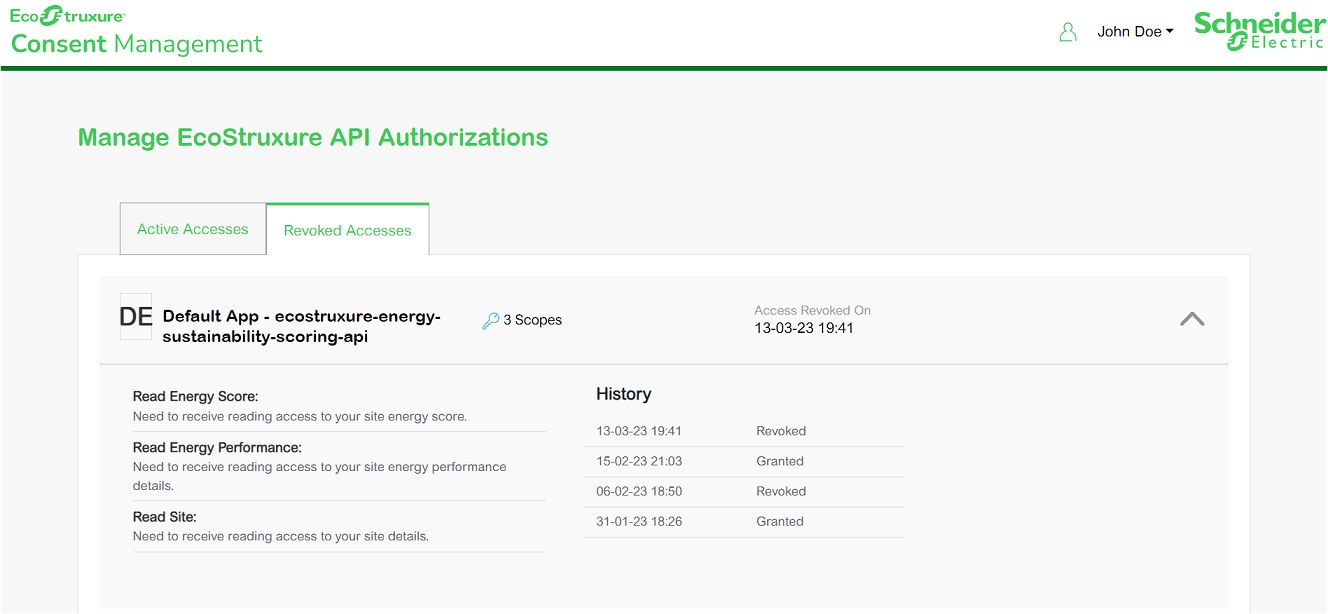 EcoStruxure™
Consent Management
John Doe
Schneider
Electric
Manage EcoStruxure API Authorizations
Active Accesses
Revoked Accesses
DE
Default App - ecostruxure-energy-
sustainability-scoring-api
3 Scopes
Access Revoked On
13-03-23 19:41
Read Energy Score:
Need to receive reading access to your site energy score.
Read Energy Performance:
Need to receive reading access to your site energy performance
details.
Read Site:
Need to receive reading access to your site details.
History
13-03-23 19:41 Revoked
15-02-23 21:03 Granted
06-02-23 18:50 Revoked
31-01-23 18:26 Granted